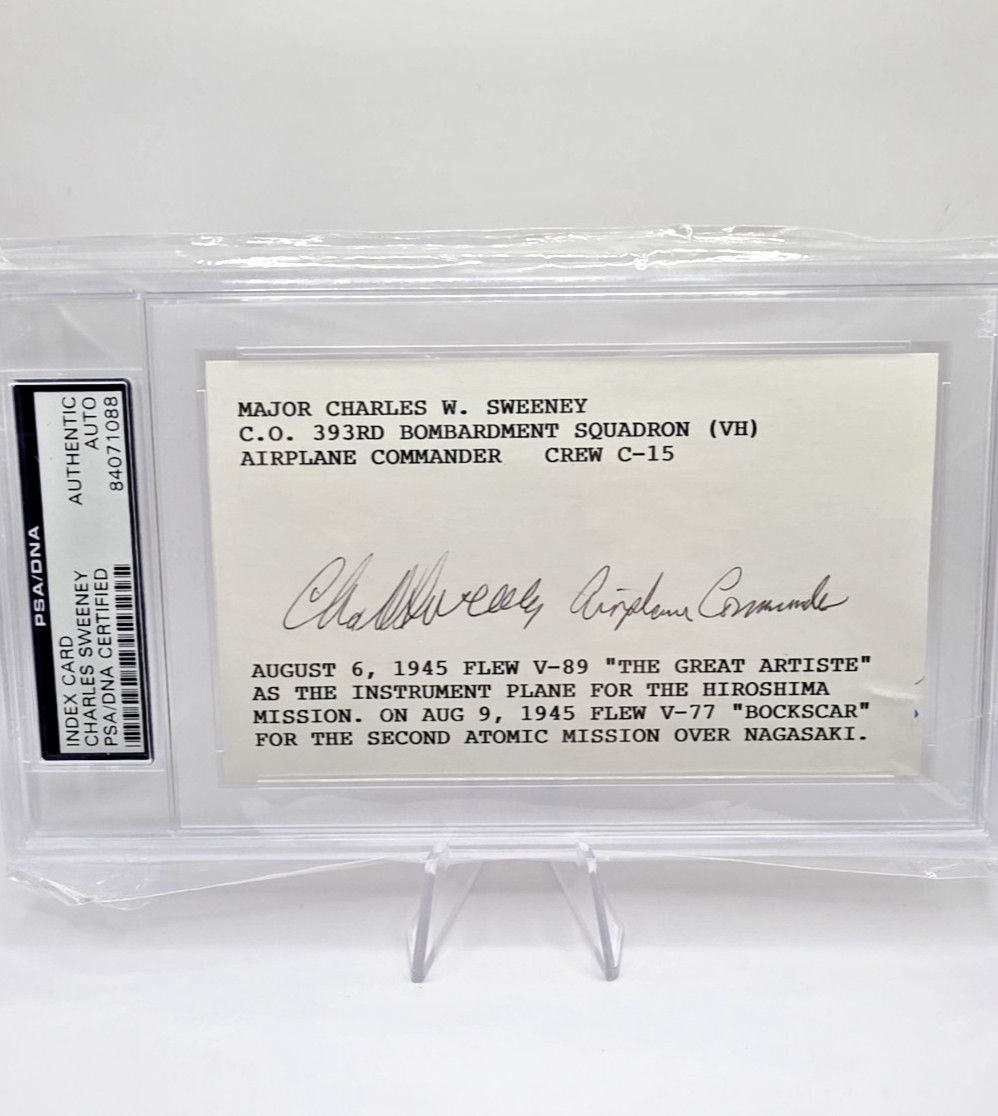 PSA/DNA
INDEX CARD AUTHENTIC
CHARLES SWEENEY AUTO
PSA/DNA CERTIFIED 84071088
MAJOR CHARLES W. SWEENEY
C.O. 393RD BOMBARDMENT SQUADRON (VH)
AIRPLANE COMMANDER CREW C-15
Cha W Sweeney Airplane Commander
AUGUST 6, 1945 FLEW V-89 "THE GREAT ARTISTE"
AS THE INSTRUMENT PLANE FOR THE HIROSHIMA
MISSION. ON AUG 9, 1945 FLEW V-77 "BOCKSCAR"
FOR THE SECOND ATOMIC MISSION OVER NAGASAKI.